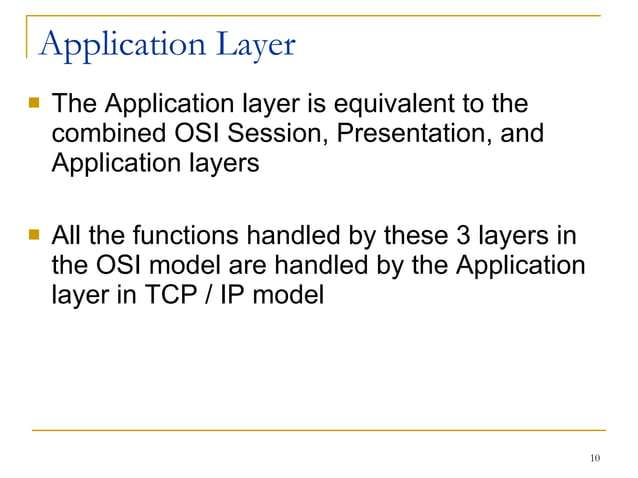 Application Layer
The Application layer is equivalent to the
combined OSI Session, Presentation, and
Application layers
All the functions handled by these 3 layers in
the OSI model are handled by the Application
layer in TCP / IP model
10